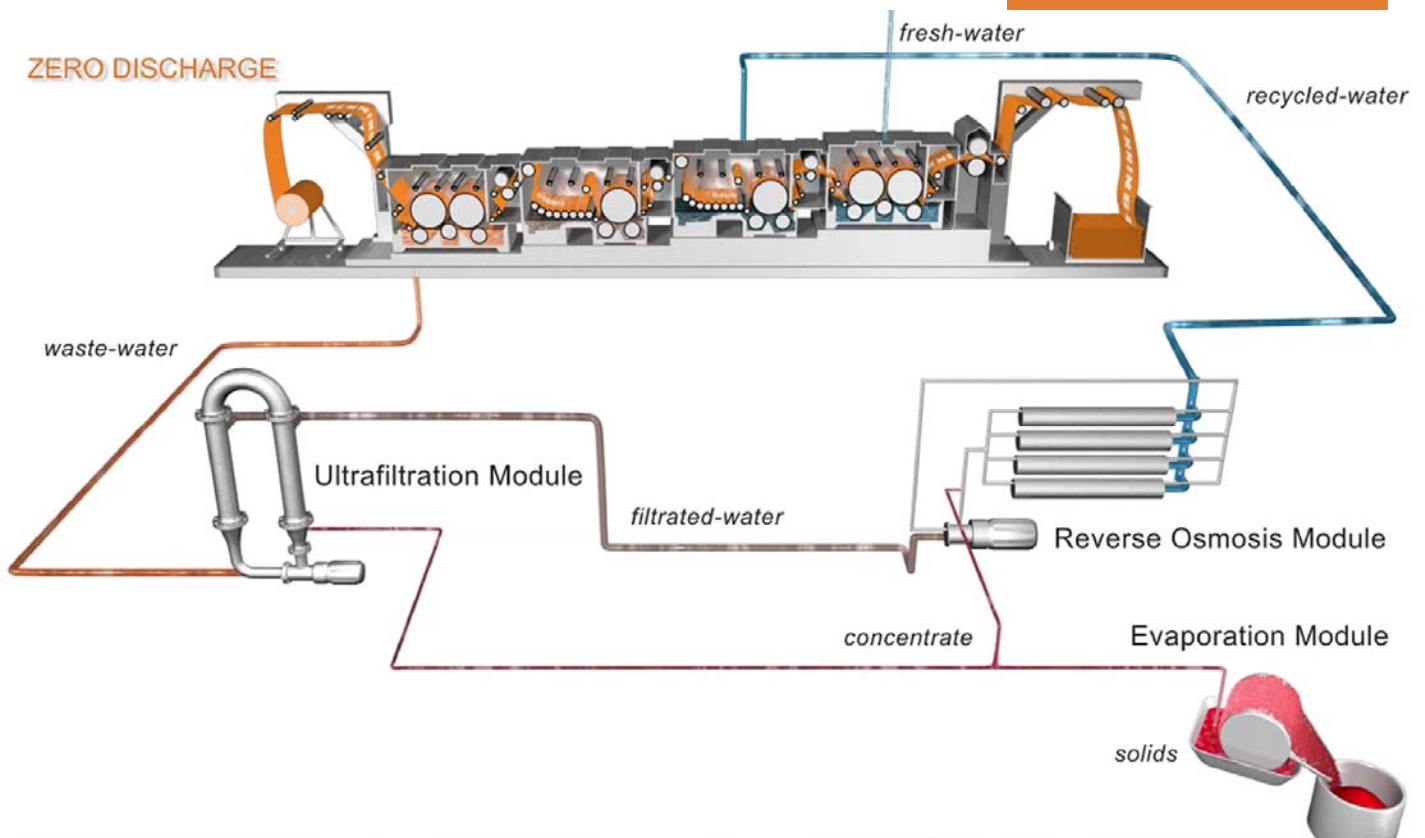 fresh-water
ZERO DISCHARGE
recycled-water
waste-water
Ultrafiltration Module
filtrated-water
Reverse Osmosis Module
concentrate
Evaporation Module
solids